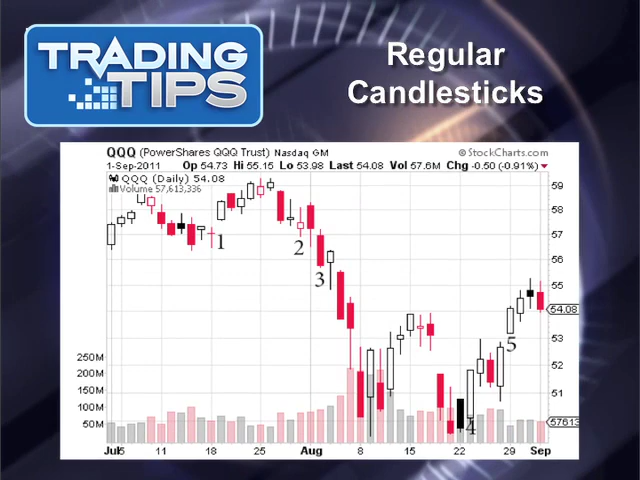 TRADING
TIPS
Regular
Candlesticks
QQQ (PowerShares QQQ Trust) Nasdaq GM
© StockCharts.com
1-Sep-2011
Op 54.73 Hi 55.15 Lo 53.98 Last 54.08 Vol 57.6M Chg -0.50 (-0.91%)
QQQ (Daily) 54.08
Volume 57,613,336
59
58
57
56
55
54.08
53
52
51
57613
250M
200M
150M
100M
50M
1
2
3
4
5
Jul 5 11 18 25 Aug 8 15 22 29 Sep